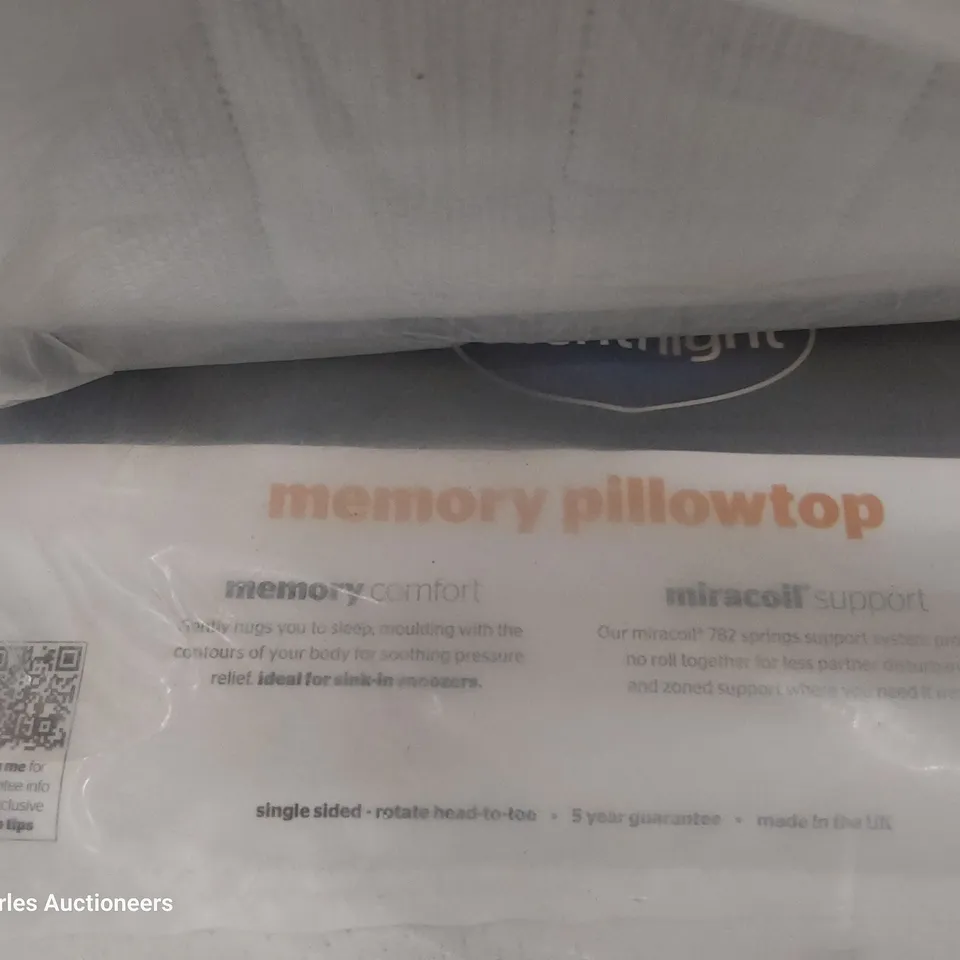 night
memory pillowtop
memory comfort
Gently hugs you to sleep, moulding with the
contours of your body for soothing pressure
relief. ideal for sink-in snoozers.
miracoil® support
Our miracoil® 782 springs support system
no roll together for less partner
and zoned support where you need it
me for
info
tips
single sided · rotate head-to-toe • 5 year guarantee • made in the UK
Auctioneers